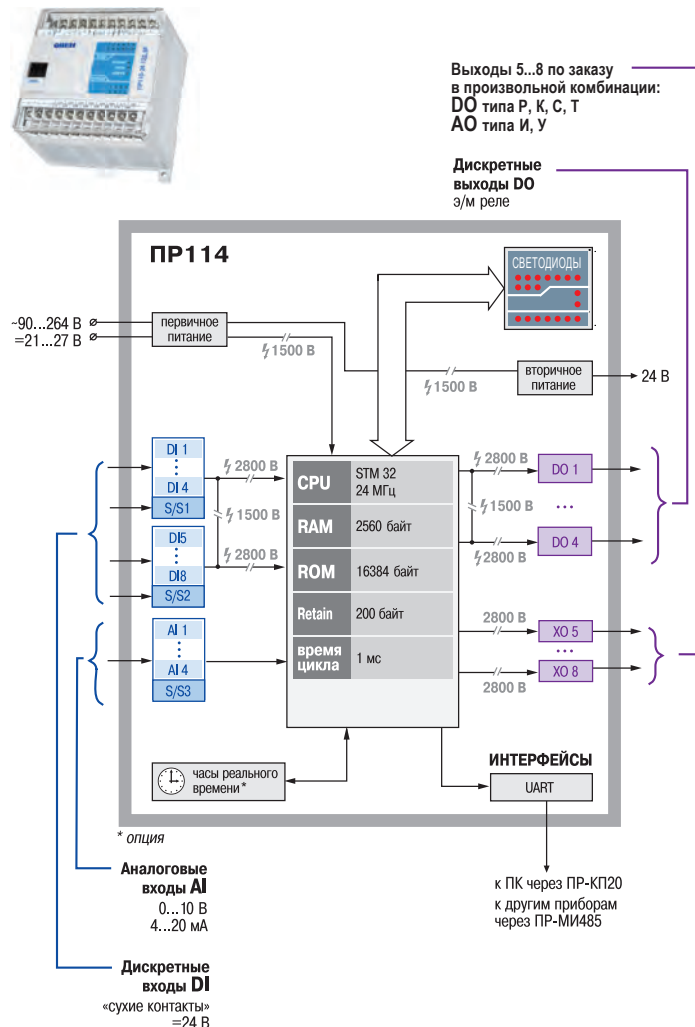 Выходы 5...8 по заказу
в произвольной комбинации:
DO типа Р, К, С, Т
AO типа И, У
Дискретные
выходы DO
э/м реле
ПР114
СВЕТОДИОДЫ
~90...264 В
=21...27 В
первичное
питание
1500 В
1500 В
вторичное
питание
24 В
DI 1
DI 4
S/S1
DI5
DI8
S/S2
AI 1
AI 4
S/S3
2800 В
1500 В
2800 В
CPU
STM 32
24 МГц
RAM
2560 байт
ROM
16384 байт
Retain
200 байт
время
цикла
1 мс
2800 В
1500 В
2800 В
DO 1
...
DO 4
2800 В
2800 В
XO 5
...
XO 8
часы реального
времени*
ИНТЕРФЕЙСЫ
UART
* опция
Аналоговые
входы AI
0...10 В
4...20 мА
к ПК через ПР-КП20
к другим приборам
через ПР-МИ485
Дискретные
входы DI
«сухие контакты»
=24 В